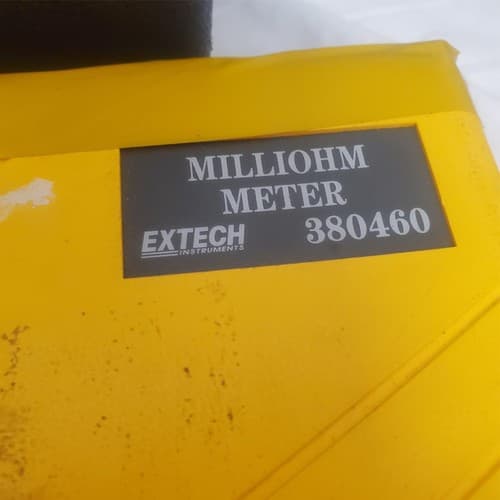 MILLIOHM
METER
EXTECH 380460
INSTRUMENTS